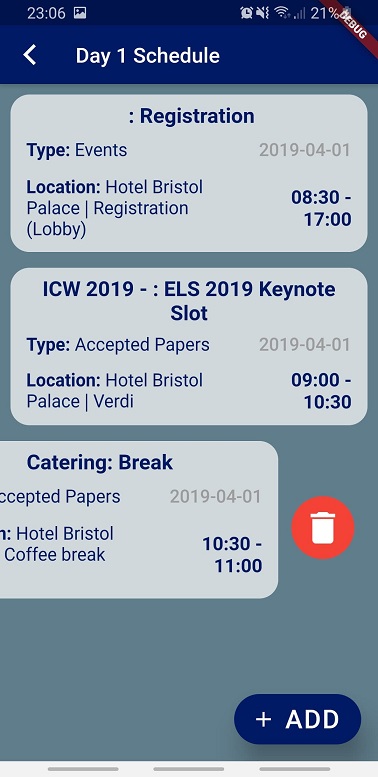 23:06 21%
DEBUG
Day 1 Schedule
: Registration
Type: Events 2019-04-01
Location: Hotel Bristol
Palace | Registration
(Lobby)
08:30 -
17:00
ICW 2019 - : ELS 2019 Keynote
Slot
Type: Accepted Papers 2019-04-01
Location: Hotel Bristol
Palace | Verdi
09:00 -
10:30
Catering: Break
ccepted Papers 2019-04-01
n: Hotel Bristol
Coffee break
10:30 -
11:00
+ ADD